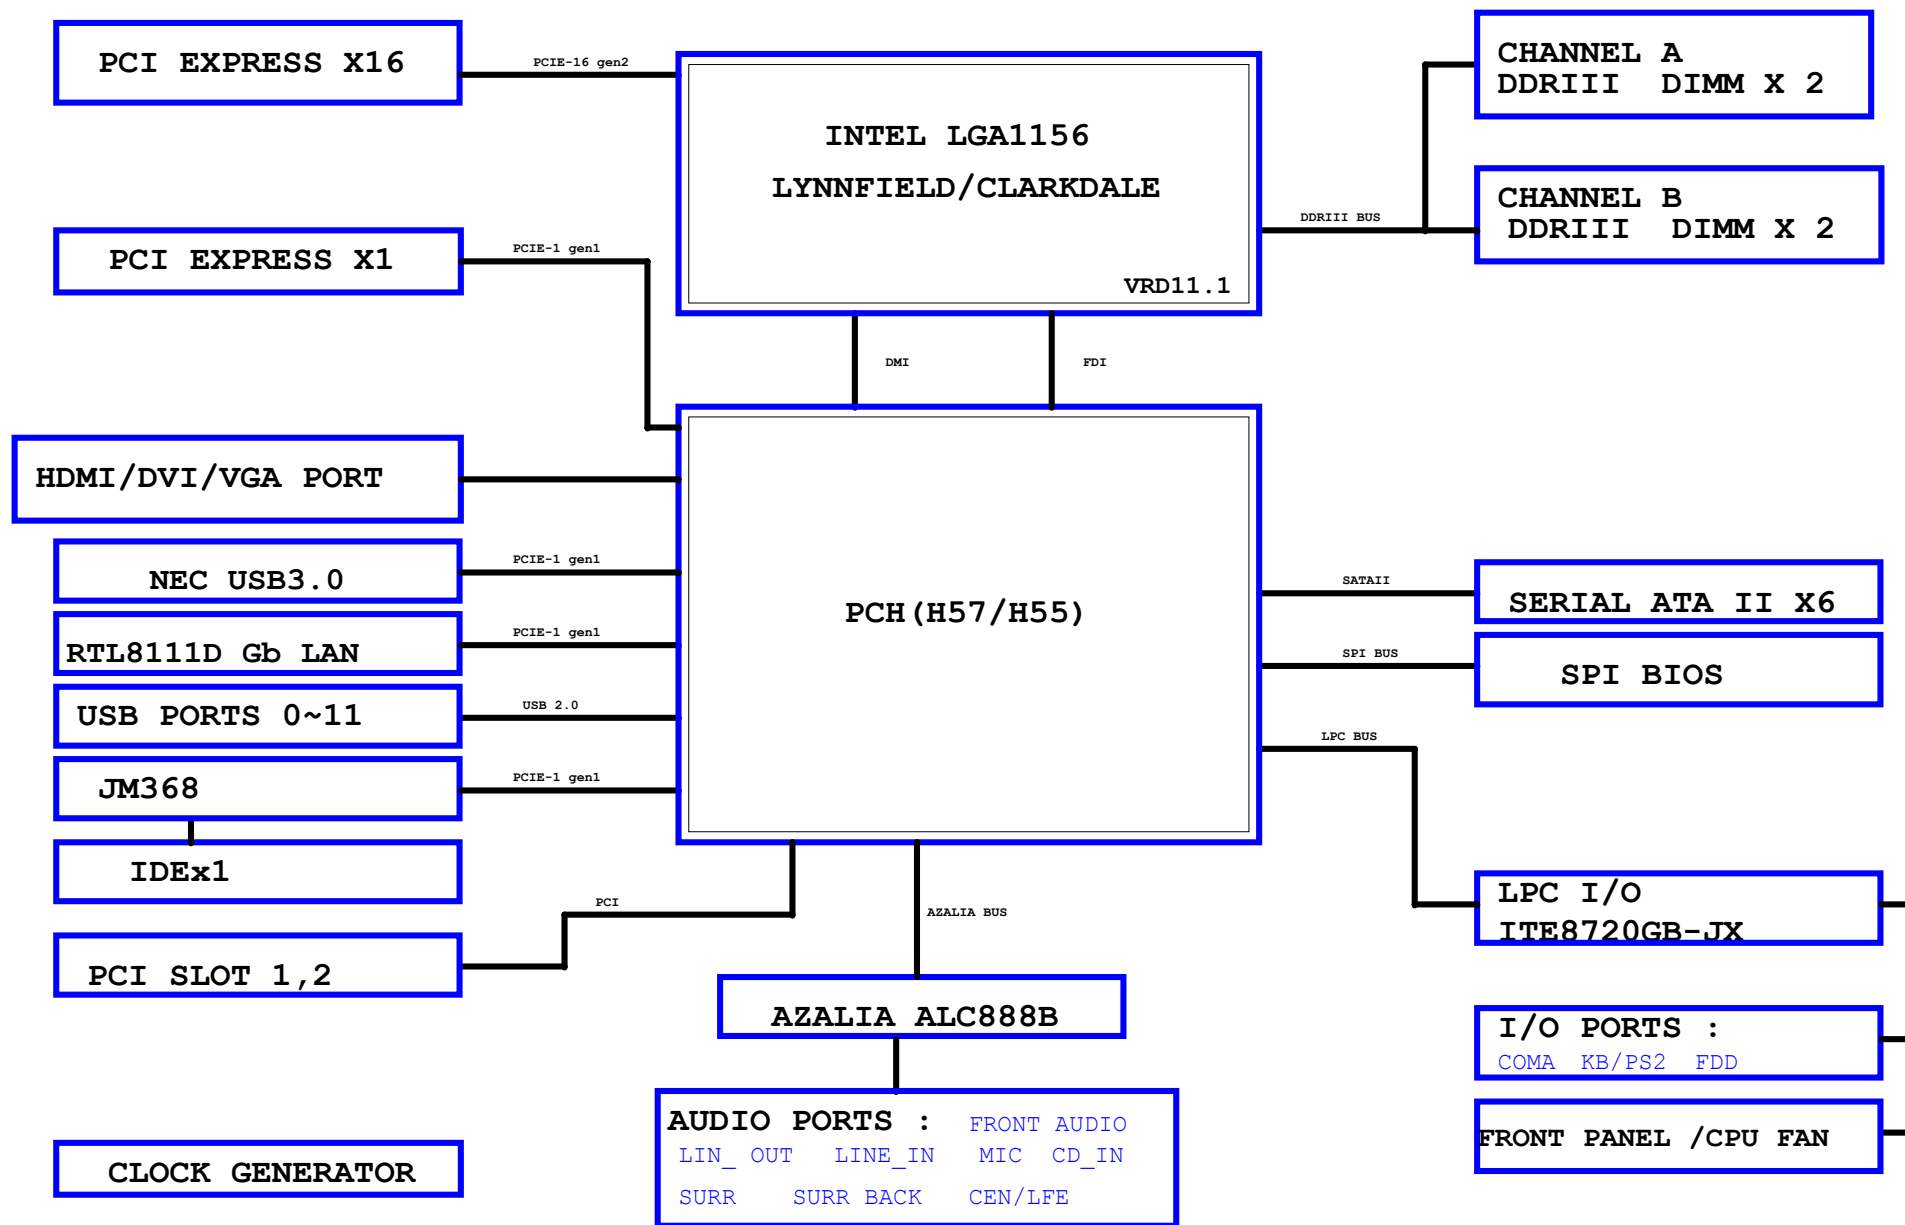 PCI EXPRESS X16
PCIE-16 gen2
INTEL LGA1156
LYNNFIELD/CLARKDALE
VRD11.1
CHANNEL A
DDRIII DIMM X 2
DDRIII BUS
CHANNEL B
DDRIII DIMM X 2
PCI EXPRESS X1
PCIE-1 gen1
DMI
FDI
HDMI/DVI/VGA PORT
NEC USB3.0
PCIE-1 gen1
RTL8111D Gb LAN
PCIE-1 gen1
USB PORTS 0~11
USB 2.0
JM368
PCIE-1 gen1
IDEx1
PCI SLOT 1,2
PCI
PCH(H57/H55)
SATAII
SERIAL ATA II X6
SPI BUS
SPI BIOS
LPC BUS
LPC I/O
ITE8720GB-JX
AZALIA BUS
AZALIA ALC888B
I/O PORTS :
COMA KB/PS2 FDD
FRONT PANEL /CPU FAN
AUDIO PORTS : FRONT AUDIO
LIN_ OUT LINE_IN MIC CD_IN
SURR SURR BACK CEN/LFE
CLOCK GENERATOR